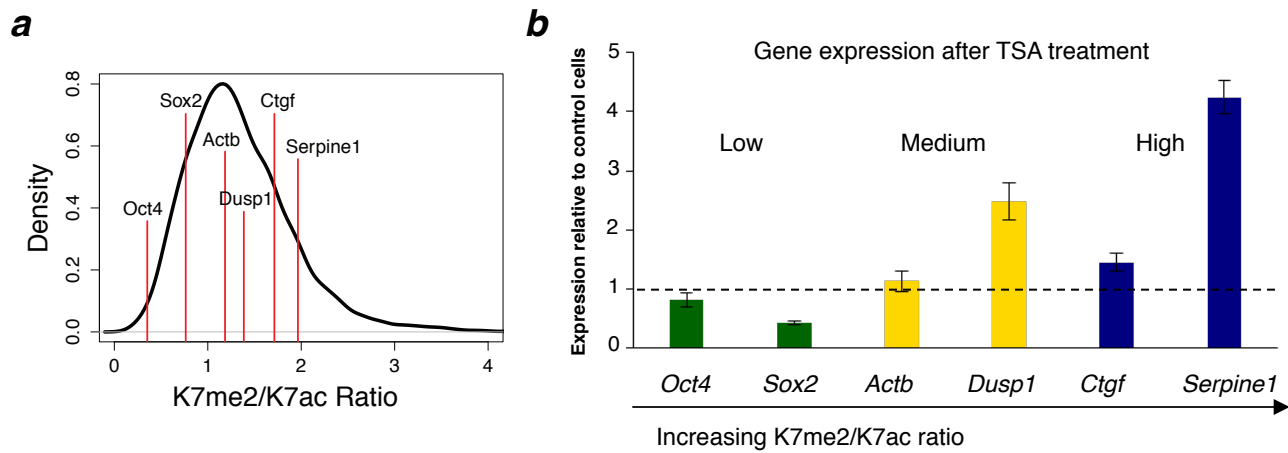 a
Density
0.0
0.2
0.4
0.6
0.8
Oct4
Sox2
Actb
Dusp1
Ctgf
Serpine1
0 1 2 3 4
K7me2/K7ac Ratio
b
Gene expression after TSA treatment
Expression relative to control cells
5
4
3
2
1
0
Low Medium High
Oct4 Sox2 Actb Dusp1 Ctgf Serpine1
Increasing K7me2/K7ac ratio